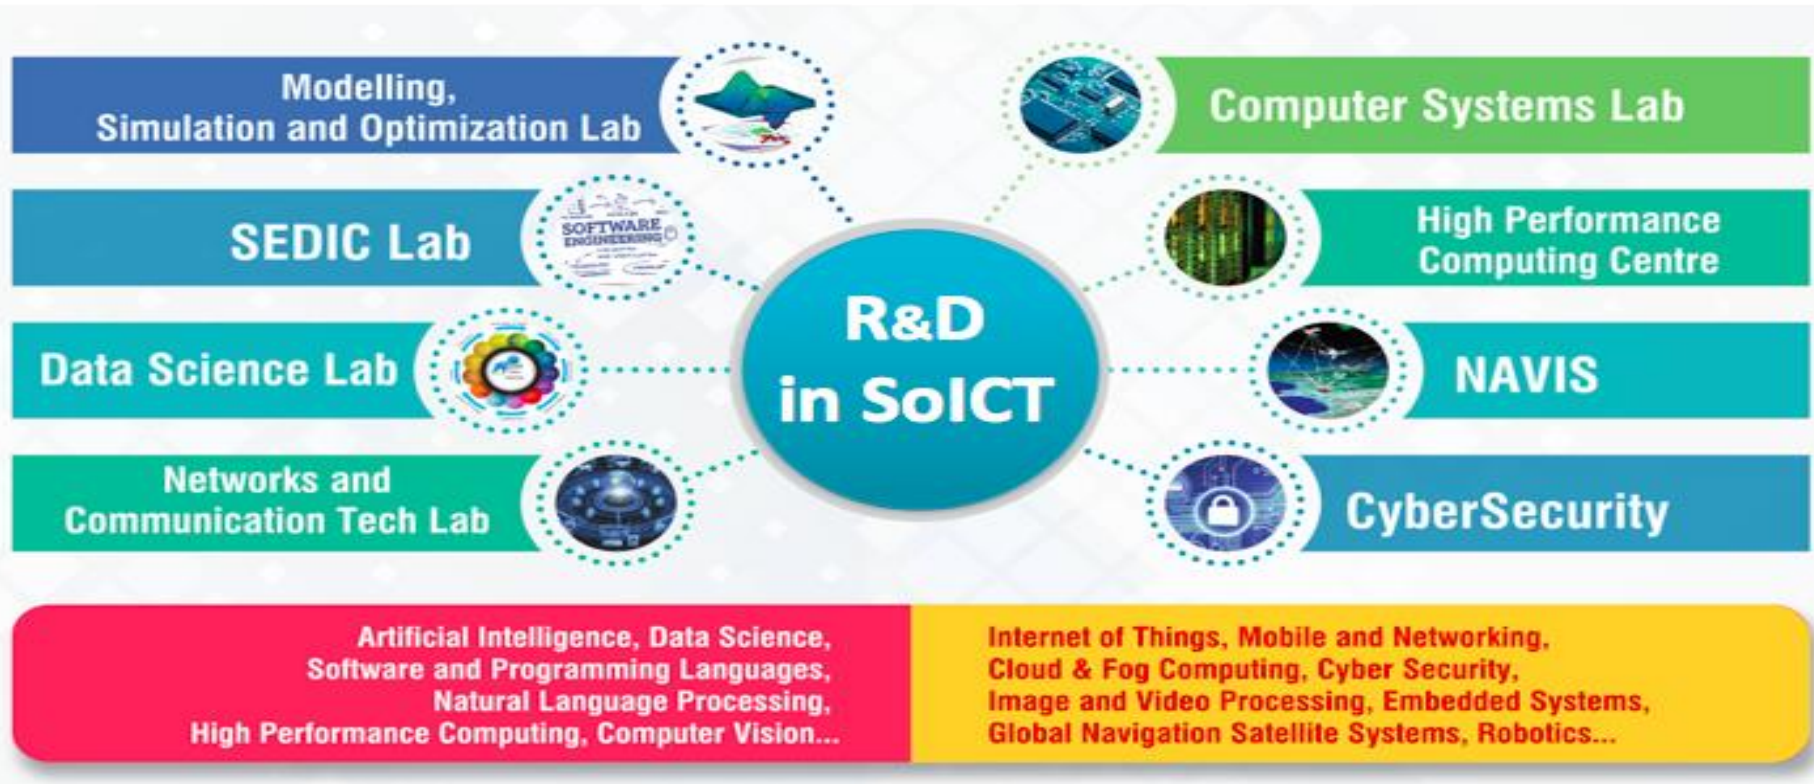 Modelling,
Simulation and Optimization Lab
SEDIC Lab
SOFTWARE
ENGINEERING
Data Science Lab
Networks and
Communication Tech Lab
R&D
in SoICT
Computer Systems Lab
High Performance
Computing Centre
NAVIS
CyberSecurity
Artificial Intelligence, Data Science,
Software and Programming Languages,
Natural Language Processing,
High Performance Computing, Computer Vision...
Internet of Things, Mobile and Networking,
Cloud & Fog Computing, Cyber Security,
Image and Video Processing, Embedded Systems,
Global Navigation Satellite Systems, Robotics...